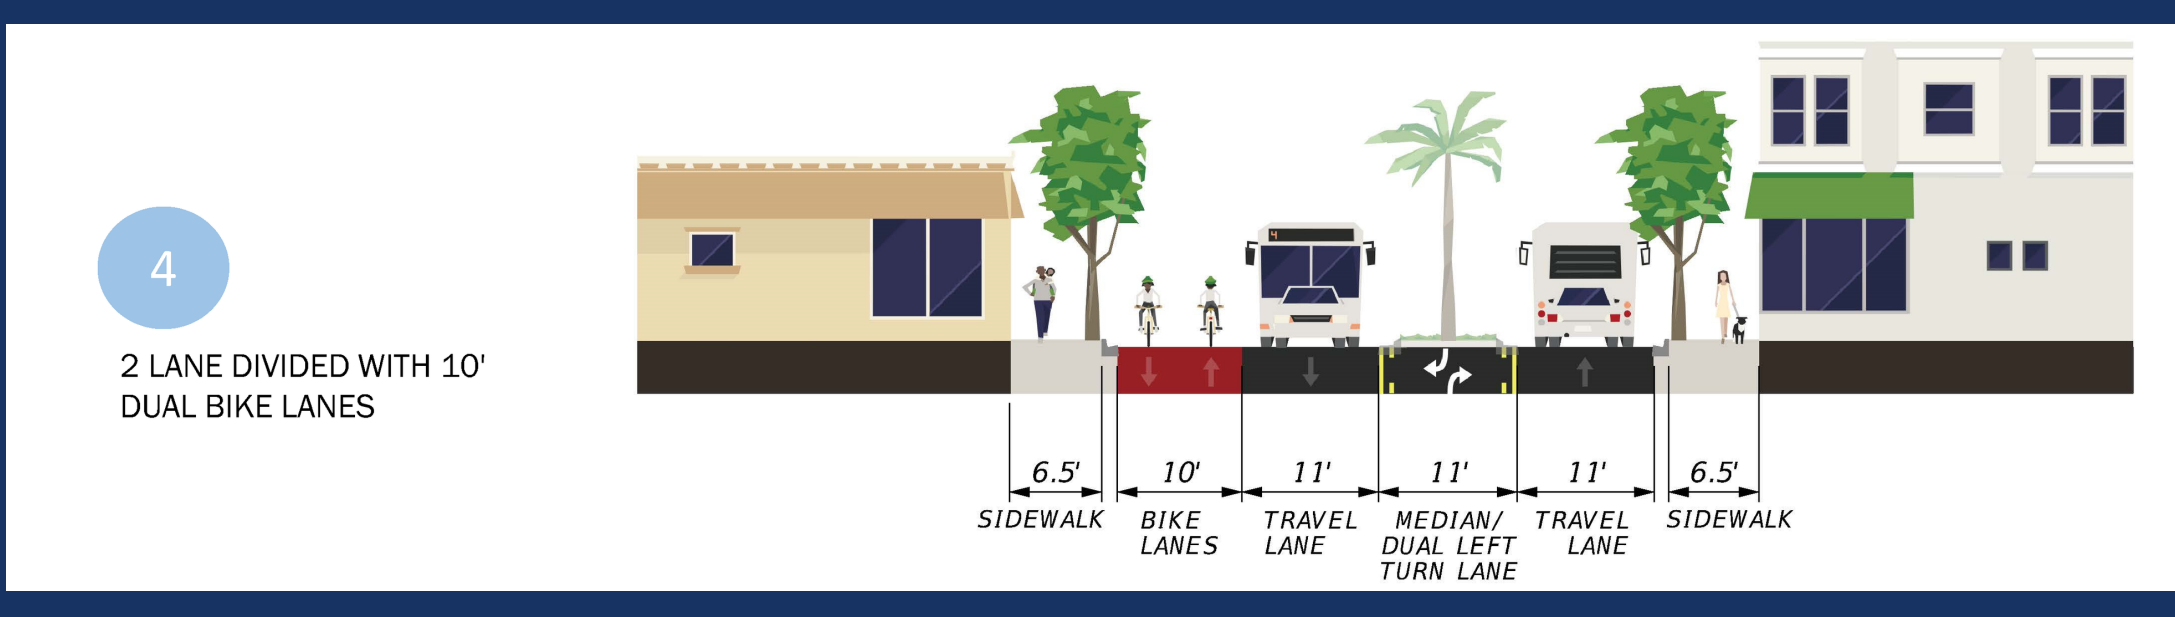 4
2 LANE DIVIDED WITH 10'
DUAL BIKE LANES
4
6.5'
10'
11'
11'
11'
6.5'
SIDEWALK
BIKE
LANES
TRAVEL
LANE
MEDIAN/
DUAL LEFT
TURN LANE
TRAVEL
LANE
SIDEWALK